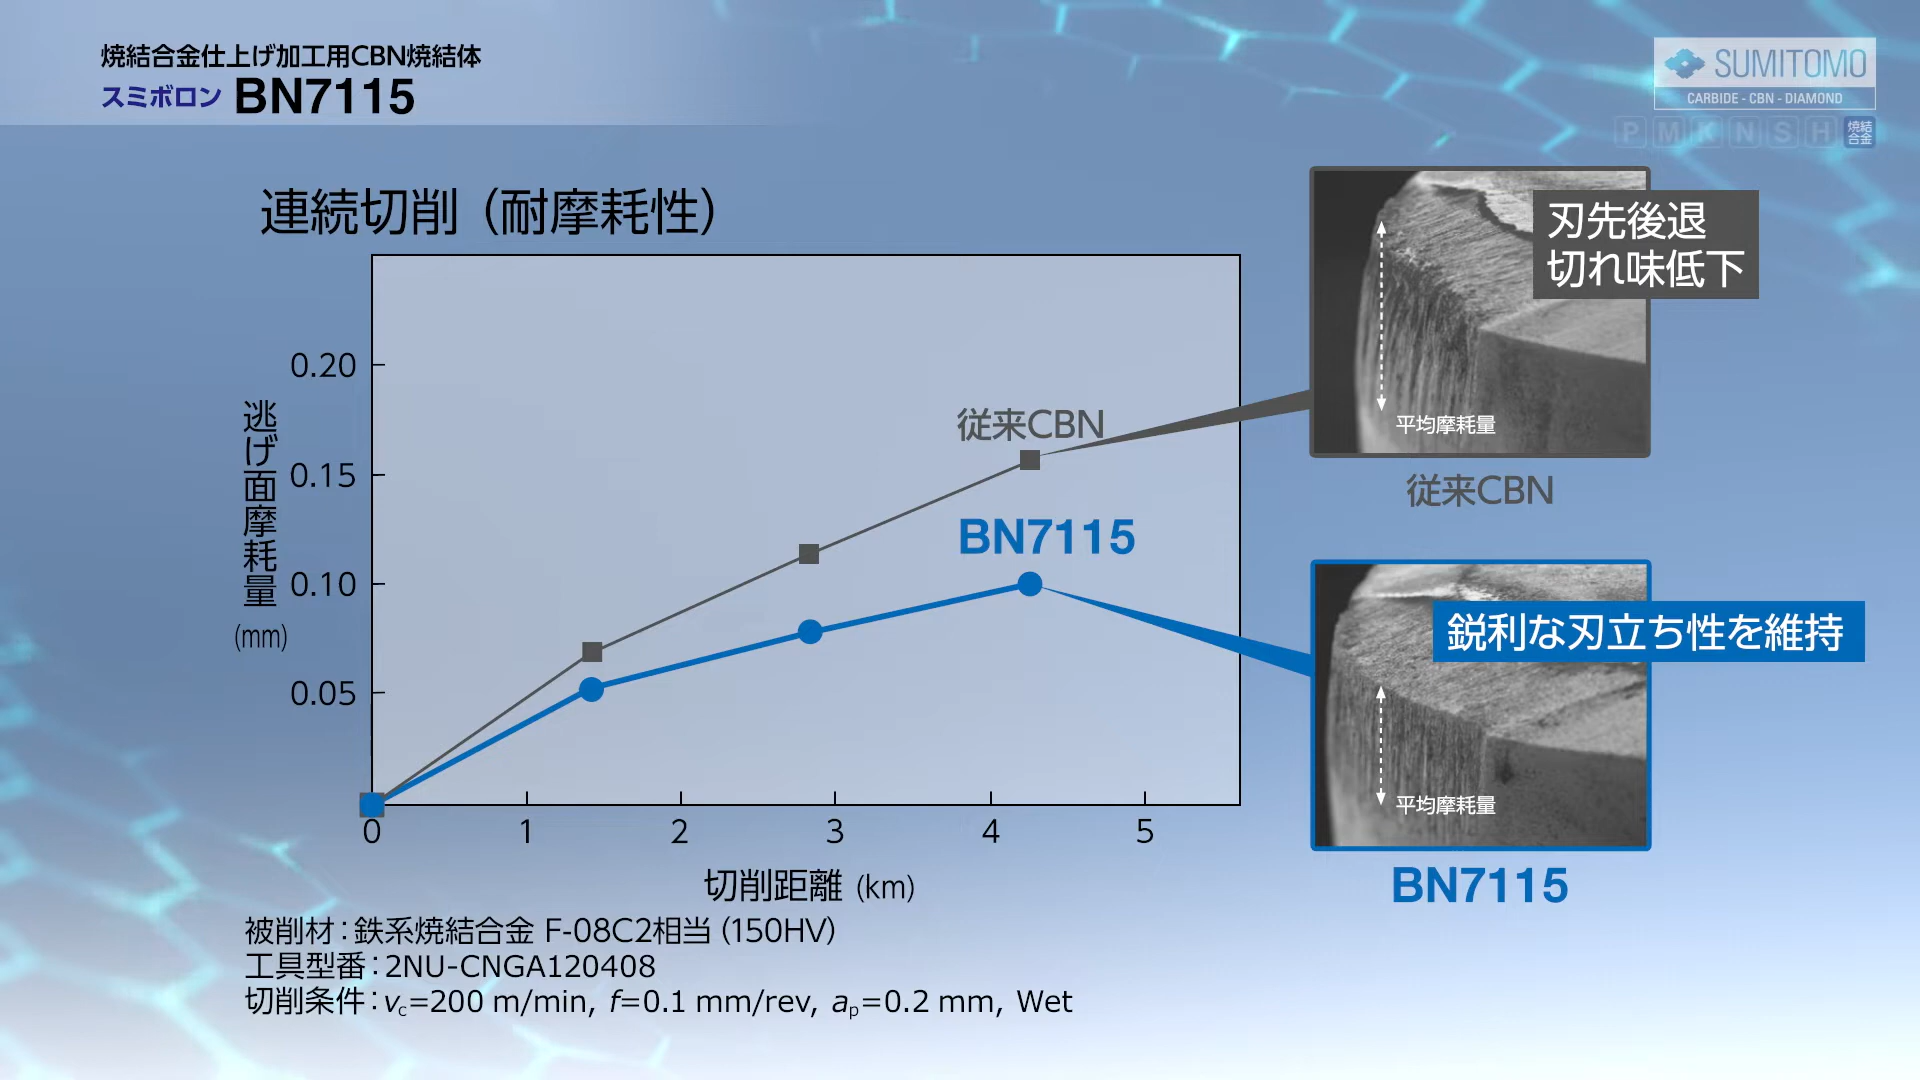 焼結合金仕上げ加工用CBN焼結体
スミボロン BN7115
SUMITOMO
CARBIDE - CBN - DIAMOND
P M K N S H 焼結合金
連続切削（耐摩耗性）
逃げ面摩耗量
(mm)
0.20
0.15
0.10
0.05
0 1 2 3 4 5
切削距離 (km)
従来CBN
BN7115
刃先後退
切れ味低下
平均摩耗量
従来CBN
鋭利な刃立ち性を維持
平均摩耗量
BN7115
被削材：鉄系焼結合金 F-08C2相当 (150HV)
工具型番：2NU-CNGA120408
切削条件：vc=200 m/min, f=0.1 mm/rev, ap=0.2 mm, Wet